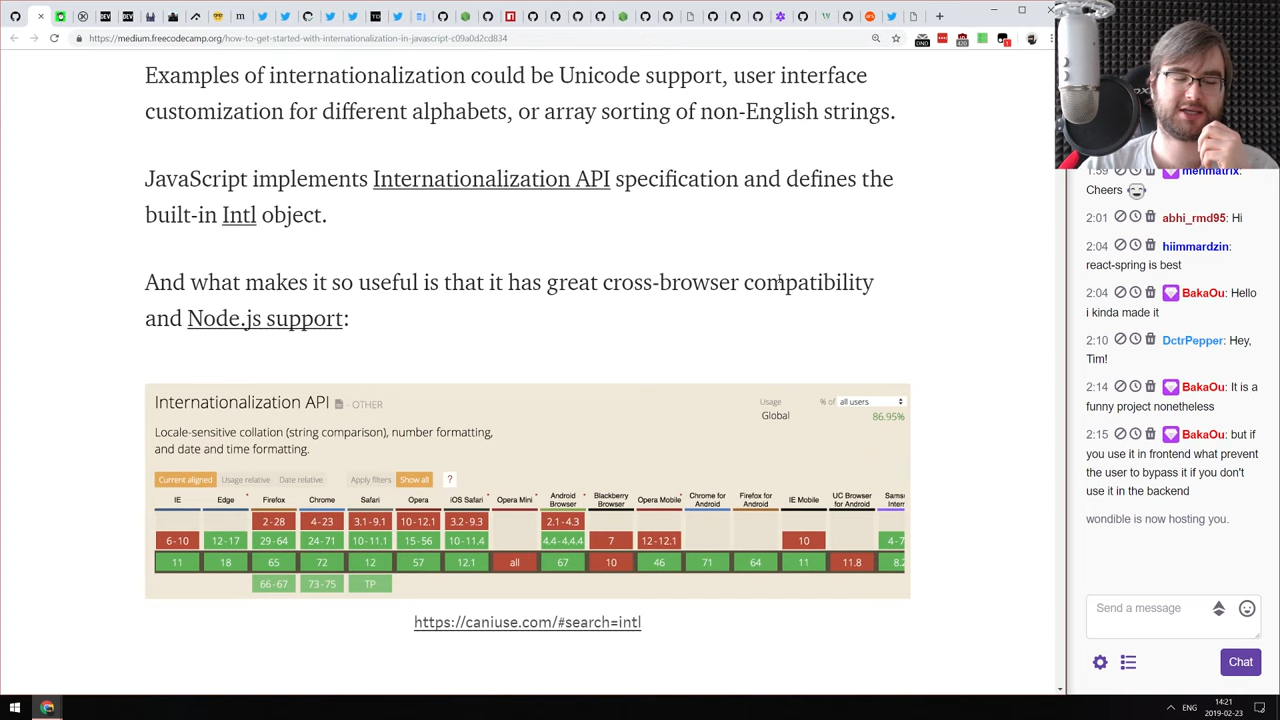 https://medium.freecodecamp.org/how-to-get-started-with-internationalization-in-javascript-c09a0d2cd834
Examples of internationalization could be Unicode support, user interface
customization for different alphabets, or array sorting of non-English strings.
JavaScript implements Internationalization API specification and defines the
built-in Intl object.
And what makes it so useful is that it has great cross-browser compatibility
and Node.js support:
Internationalization API - OTHER
Usage % of all users
Global 86.95%
Locale-sensitive collation (string comparison), number formatting,
and date and time formatting.
Current aligned Usage relative Date relative Apply filters Show all ?
IE Edge * Firefox Chrome Safari Opera iOS Safari * Opera Mini * Android Browser * Blackberry Browser Opera Mobile * Chrome for Android Firefox for Android IE Mobile UC Browser for Android Sams Inter
2-28 4-23 3.1-9.1 10-12.1 3.2-9.3 2.1-4.3
6-10 12-17 29-64 24-71 10-11.1 15-56 10-11.4 4.4-4.4.4 7 12-12.1 10 4-7
11 18 65 72 12 57 12.1 all 67 10 46 71 64 11 11.8 8.2
66-67 73-75 TP
https://caniuse.com/#search=intl
1:59 menmatrix:
Cheers
2:01 abhi_rmd95: Hi
2:04 hiimmardzin:
react-spring is best
2:04 BakaOu: Hello
i kinda made it
2:10 DctrPepper: Hey,
Tim!
2:14 BakaOu: It is a
funny project nonetheless
2:15 BakaOu: but if
you use it in frontend what prevent
the user to bypass it if you don't
use it in the backend
wondible is now hosting you.
Send a message
Chat
ENG
14:21
2019-02-23